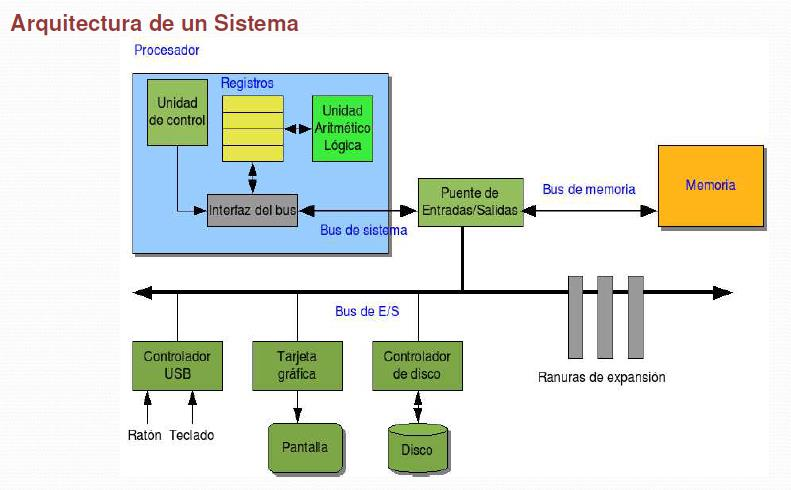 Arquitectura de un Sistema
Procesador
Registros
Unidad
de control
Unidad
Aritmético
Lógica
Interfaz del bus
Bus de sistema
Puente de
Entradas/Salidas
Bus de memoria
Memoria
Bus de E/S
Controlador
USB
Tarjeta
gráfica
Controlador
de disco
Ranuras de expansión
Ratón
Teclado
Pantalla
Disco